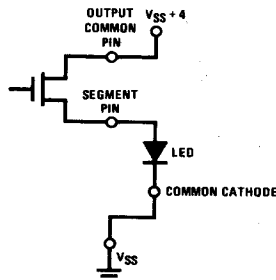 OUTPUT
COMMON
PIN
VSS + 4
SEGMENT
PIN
LED
COMMON CATHODE
VSS